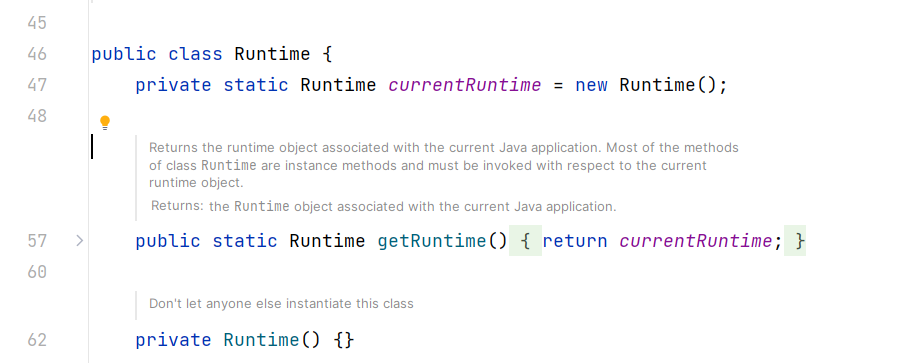 45
46 public class Runtime {
47 private static Runtime currentRuntime = new Runtime();
48
Returns the runtime object associated with the current Java application. Most of the methods
of class Runtime are instance methods and must be invoked with respect to the current
runtime object.
Returns: the Runtime object associated with the current Java application.
57 public static Runtime getRuntime() { return currentRuntime; }
60
Don't let anyone else instantiate this class
62 private Runtime() {}